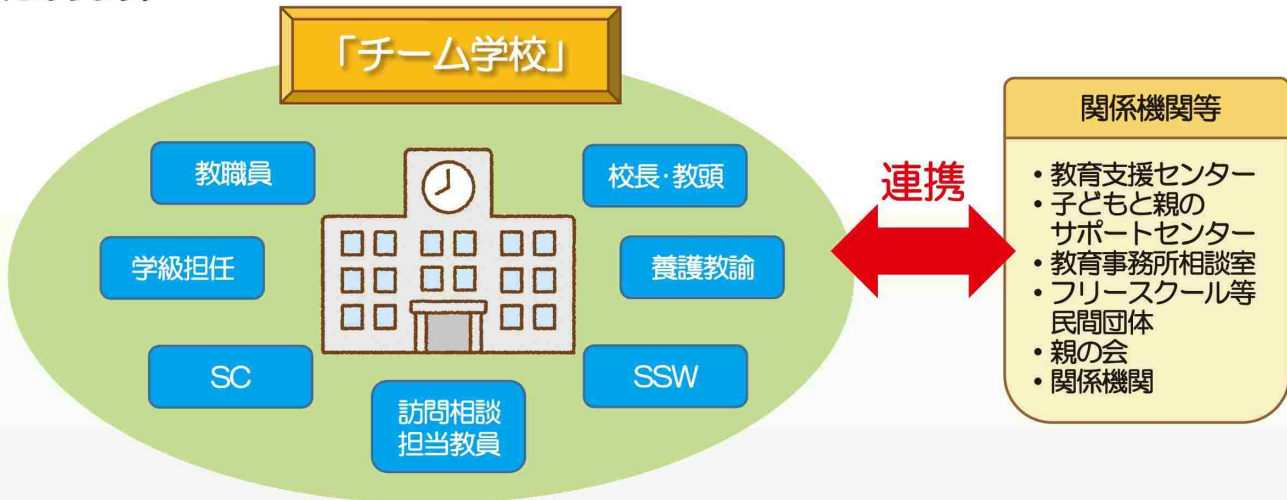 「チーム学校」
教職員
校長・教頭
学級担任
養護教諭
SC
SSW
訪問相談
担当教員
連携
関係機関等
・教育支援センター
・子どもと親の
サポートセンター
・教育事務所相談室
・フリースクール等
民間団体
・親の会
・関係機関